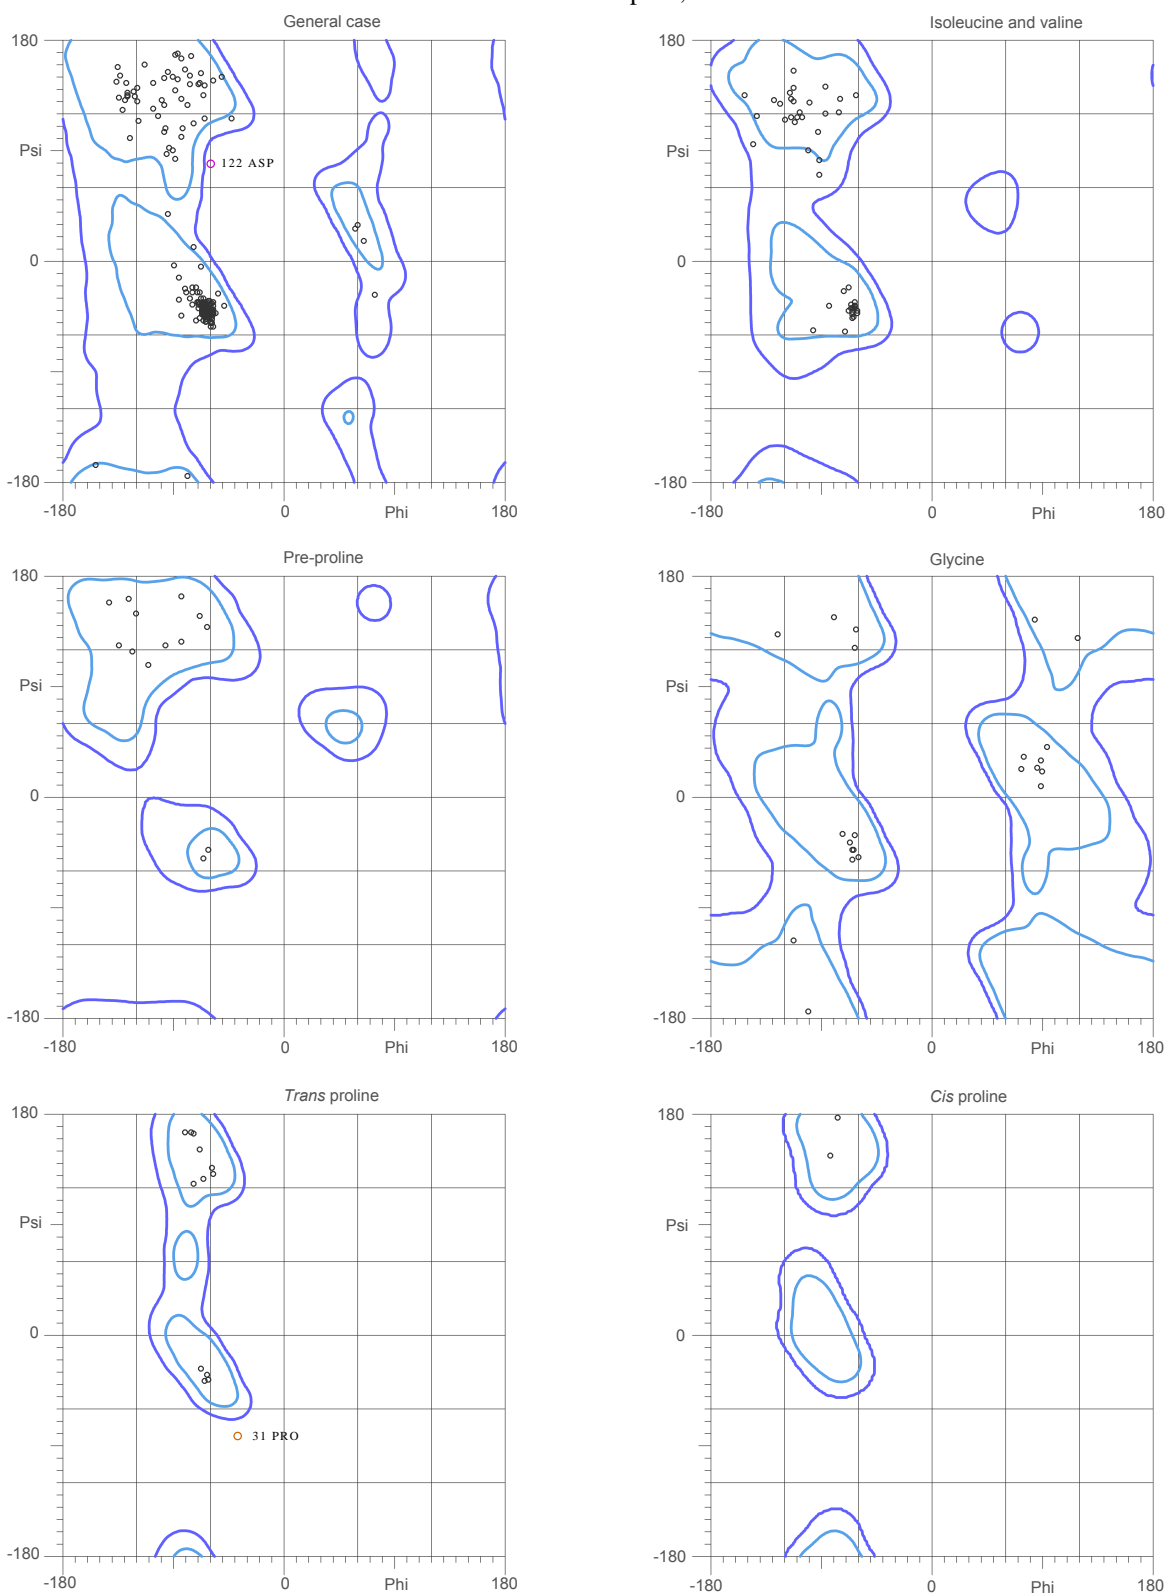 General case
180
Psi
0
-180
-180
0
Phi
180
122 ASP
Isoleucine and valine
180
Psi
0
-180
-180
0
Phi
180
Pre-proline
180
Psi
0
-180
-180
0
Phi
180
Glycine
180
Psi
0
-180
-180
0
Phi
180
Trans proline
180
Psi
0
-180
-180
0
Phi
180
31 PRO
Cis proline
180
Psi
0
-180
-180
0
Phi
180